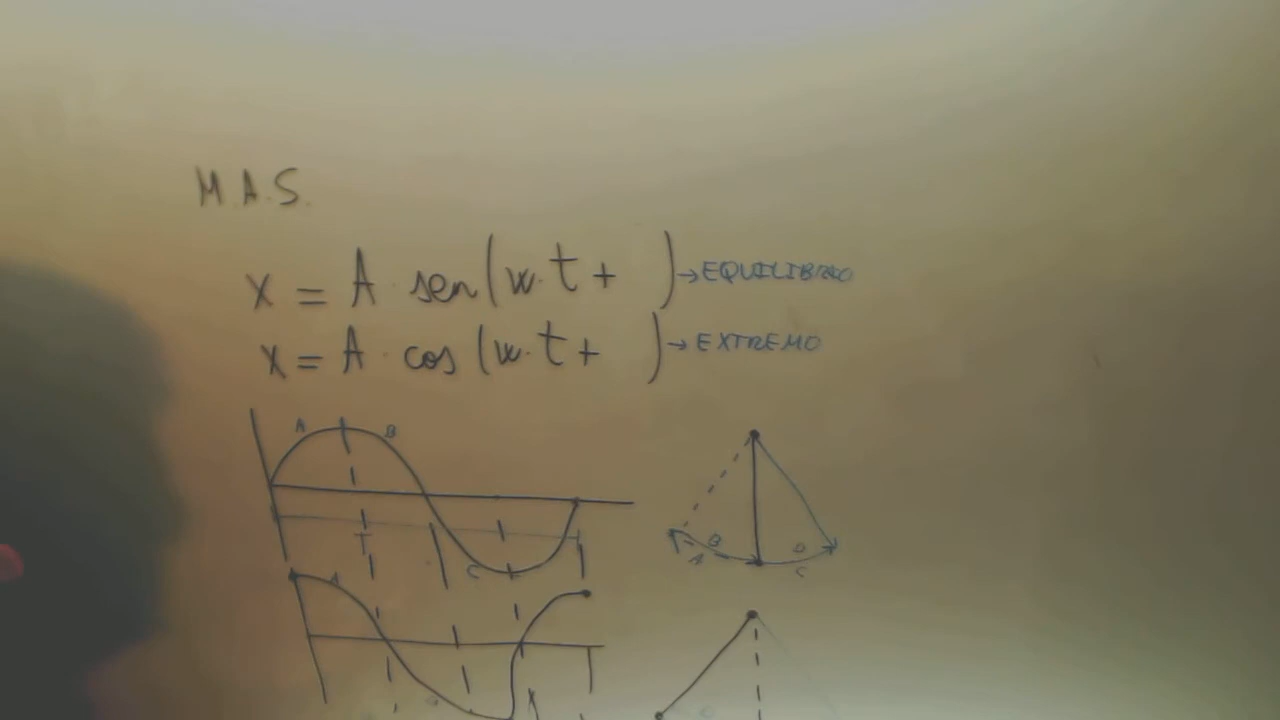 M.A.S.
x = A · sen (w·t + ) → EQUILIBRIO
x = A · cos (w·t + ) → EXTREMO
A B
T
C
A
B D
A C